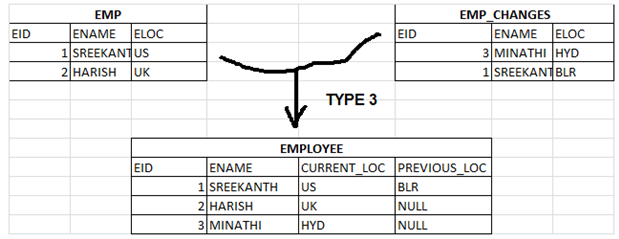 EMP EMP_CHANGES
EID ENAME ELOC EID ENAME ELOC
1 SREEKANT US 3 MINATHI HYD
2 HARISH UK 1 SREEKANT BLR
TYPE 3
EMPLOYEE
EID ENAME CURRENT_LOC PREVIOUS_LOC
1 SREEKANTH US BLR
2 HARISH UK NULL
3 MINATHI HYD NULL